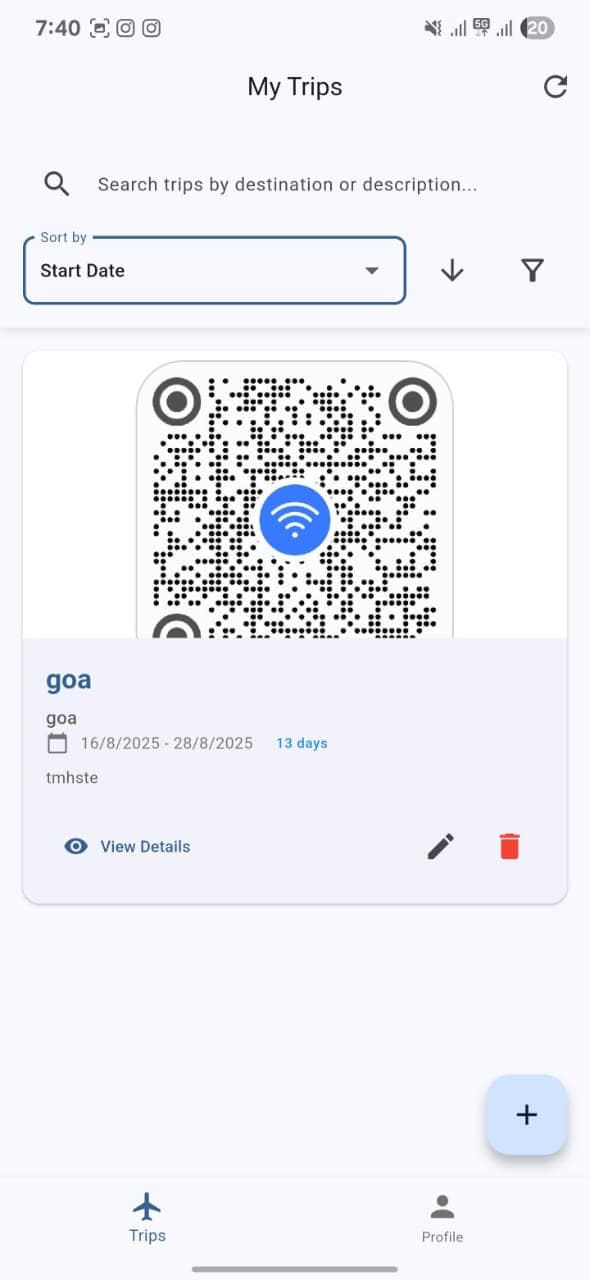 7:40
5G
20
My Trips
Search trips by destination or description...
Sort by
Start Date
goa
goa
16/8/2025 - 28/8/2025 13 days
tmhste
View Details
Trips
Profile